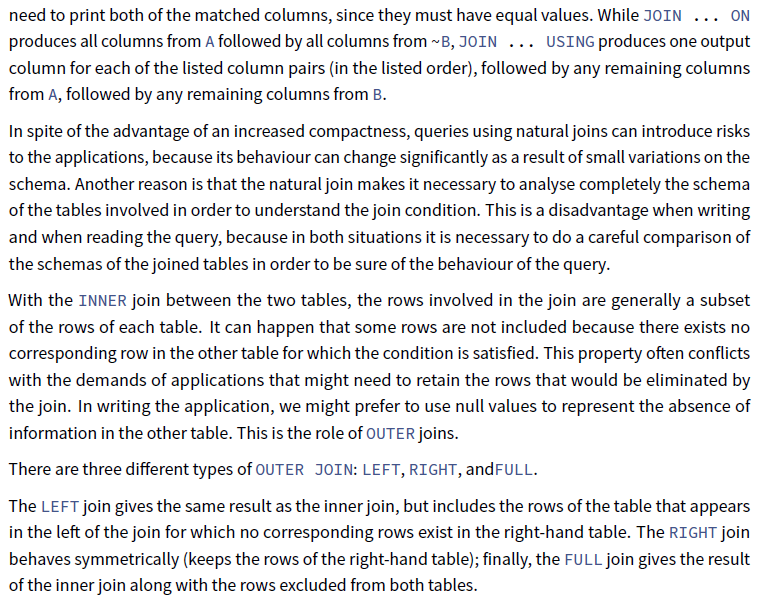 need to print both of the matched columns, since they must have equal values. While JOIN ... ON
produces all columns from A followed by all columns from ~B, JOIN ... USING produces one output
column for each of the listed column pairs (in the listed order), followed by any remaining columns
from A, followed by any remaining columns from B.
In spite of the advantage of an increased compactness, queries using natural joins can introduce risks
to the applications, because its behaviour can change significantly as a result of small variations on the
schema. Another reason is that the natural join makes it necessary to analyse completely the schema
of the tables involved in order to understand the join condition. This is a disadvantage when writing
and when reading the query, because in both situations it is necessary to do a careful comparison of
the schemas of the joined tables in order to be sure of the behaviour of the query.
With the INNER join between the two tables, the rows involved in the join are generally a subset
of the rows of each table. It can happen that some rows are not included because there exists no
corresponding row in the other table for which the condition is satisfied. This property often conflicts
with the demands of applications that might need to retain the rows that would be eliminated by
the join. In writing the application, we might prefer to use null values to represent the absence of
information in the other table. This is the role of OUTER joins.
There are three different types of OUTER JOIN: LEFT, RIGHT, andFULL.
The LEFT join gives the same result as the inner join, but includes the rows of the table that appears
in the left of the join for which no corresponding rows exist in the right-hand table. The RIGHT join
behaves symmetrically (keeps the rows of the right-hand table); finally, the FULL join gives the result
of the inner join along with the rows excluded from both tables.